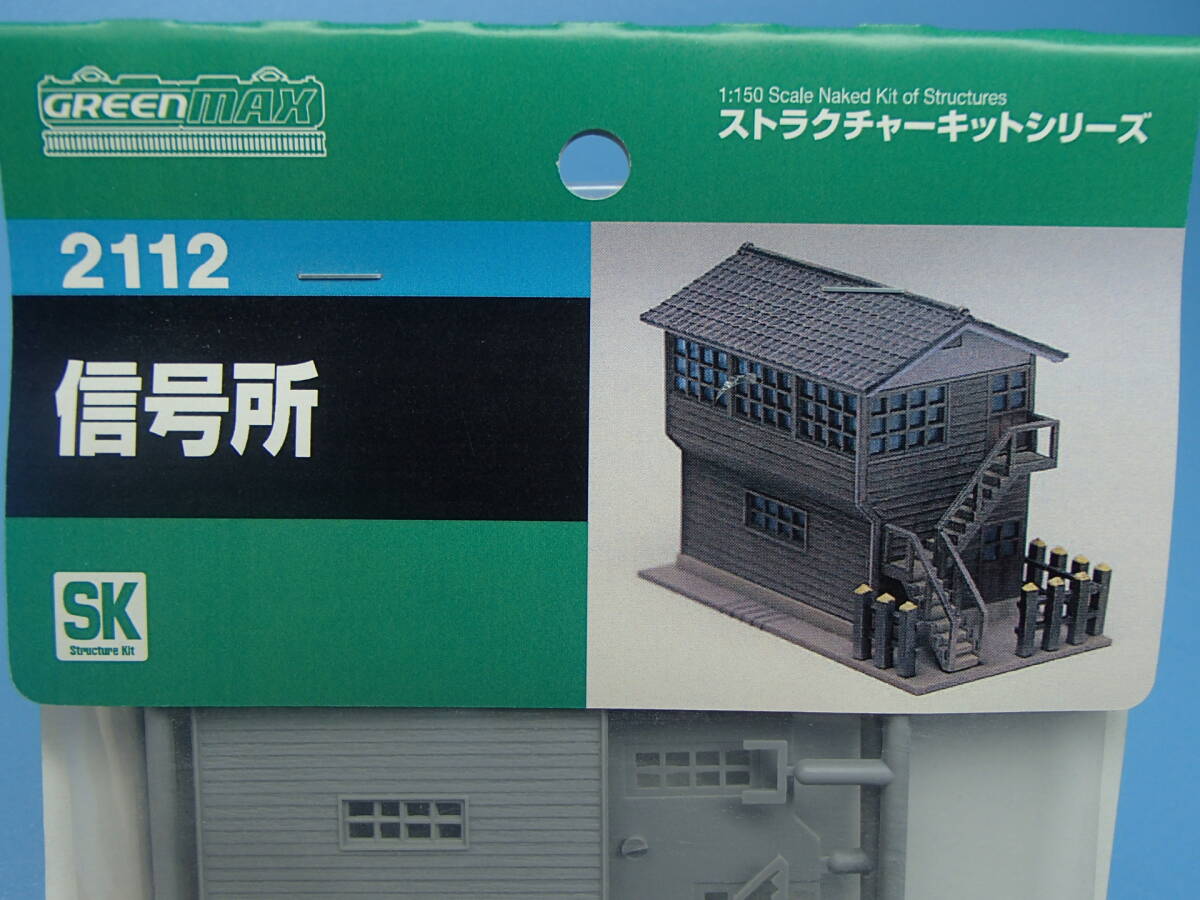 GREENMAX
1:150 Scale Naked Kit of Structures
ストラクチャーキットシリーズ
2112
信号所
SK
Structure Kit